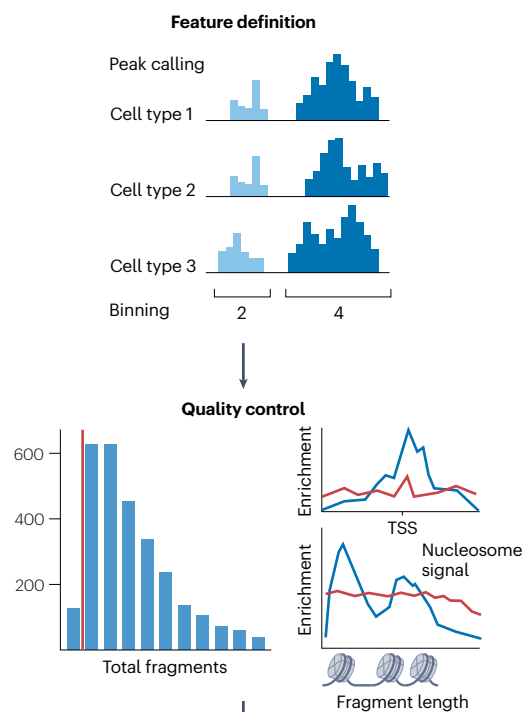 Feature definition
Peak calling
Cell type 1
Cell type 2
Cell type 3
Binning
2
4
Quality control
600
400
200
Total fragments
Enrichment
TSS
Enrichment
Nucleosome
signal
Fragment length